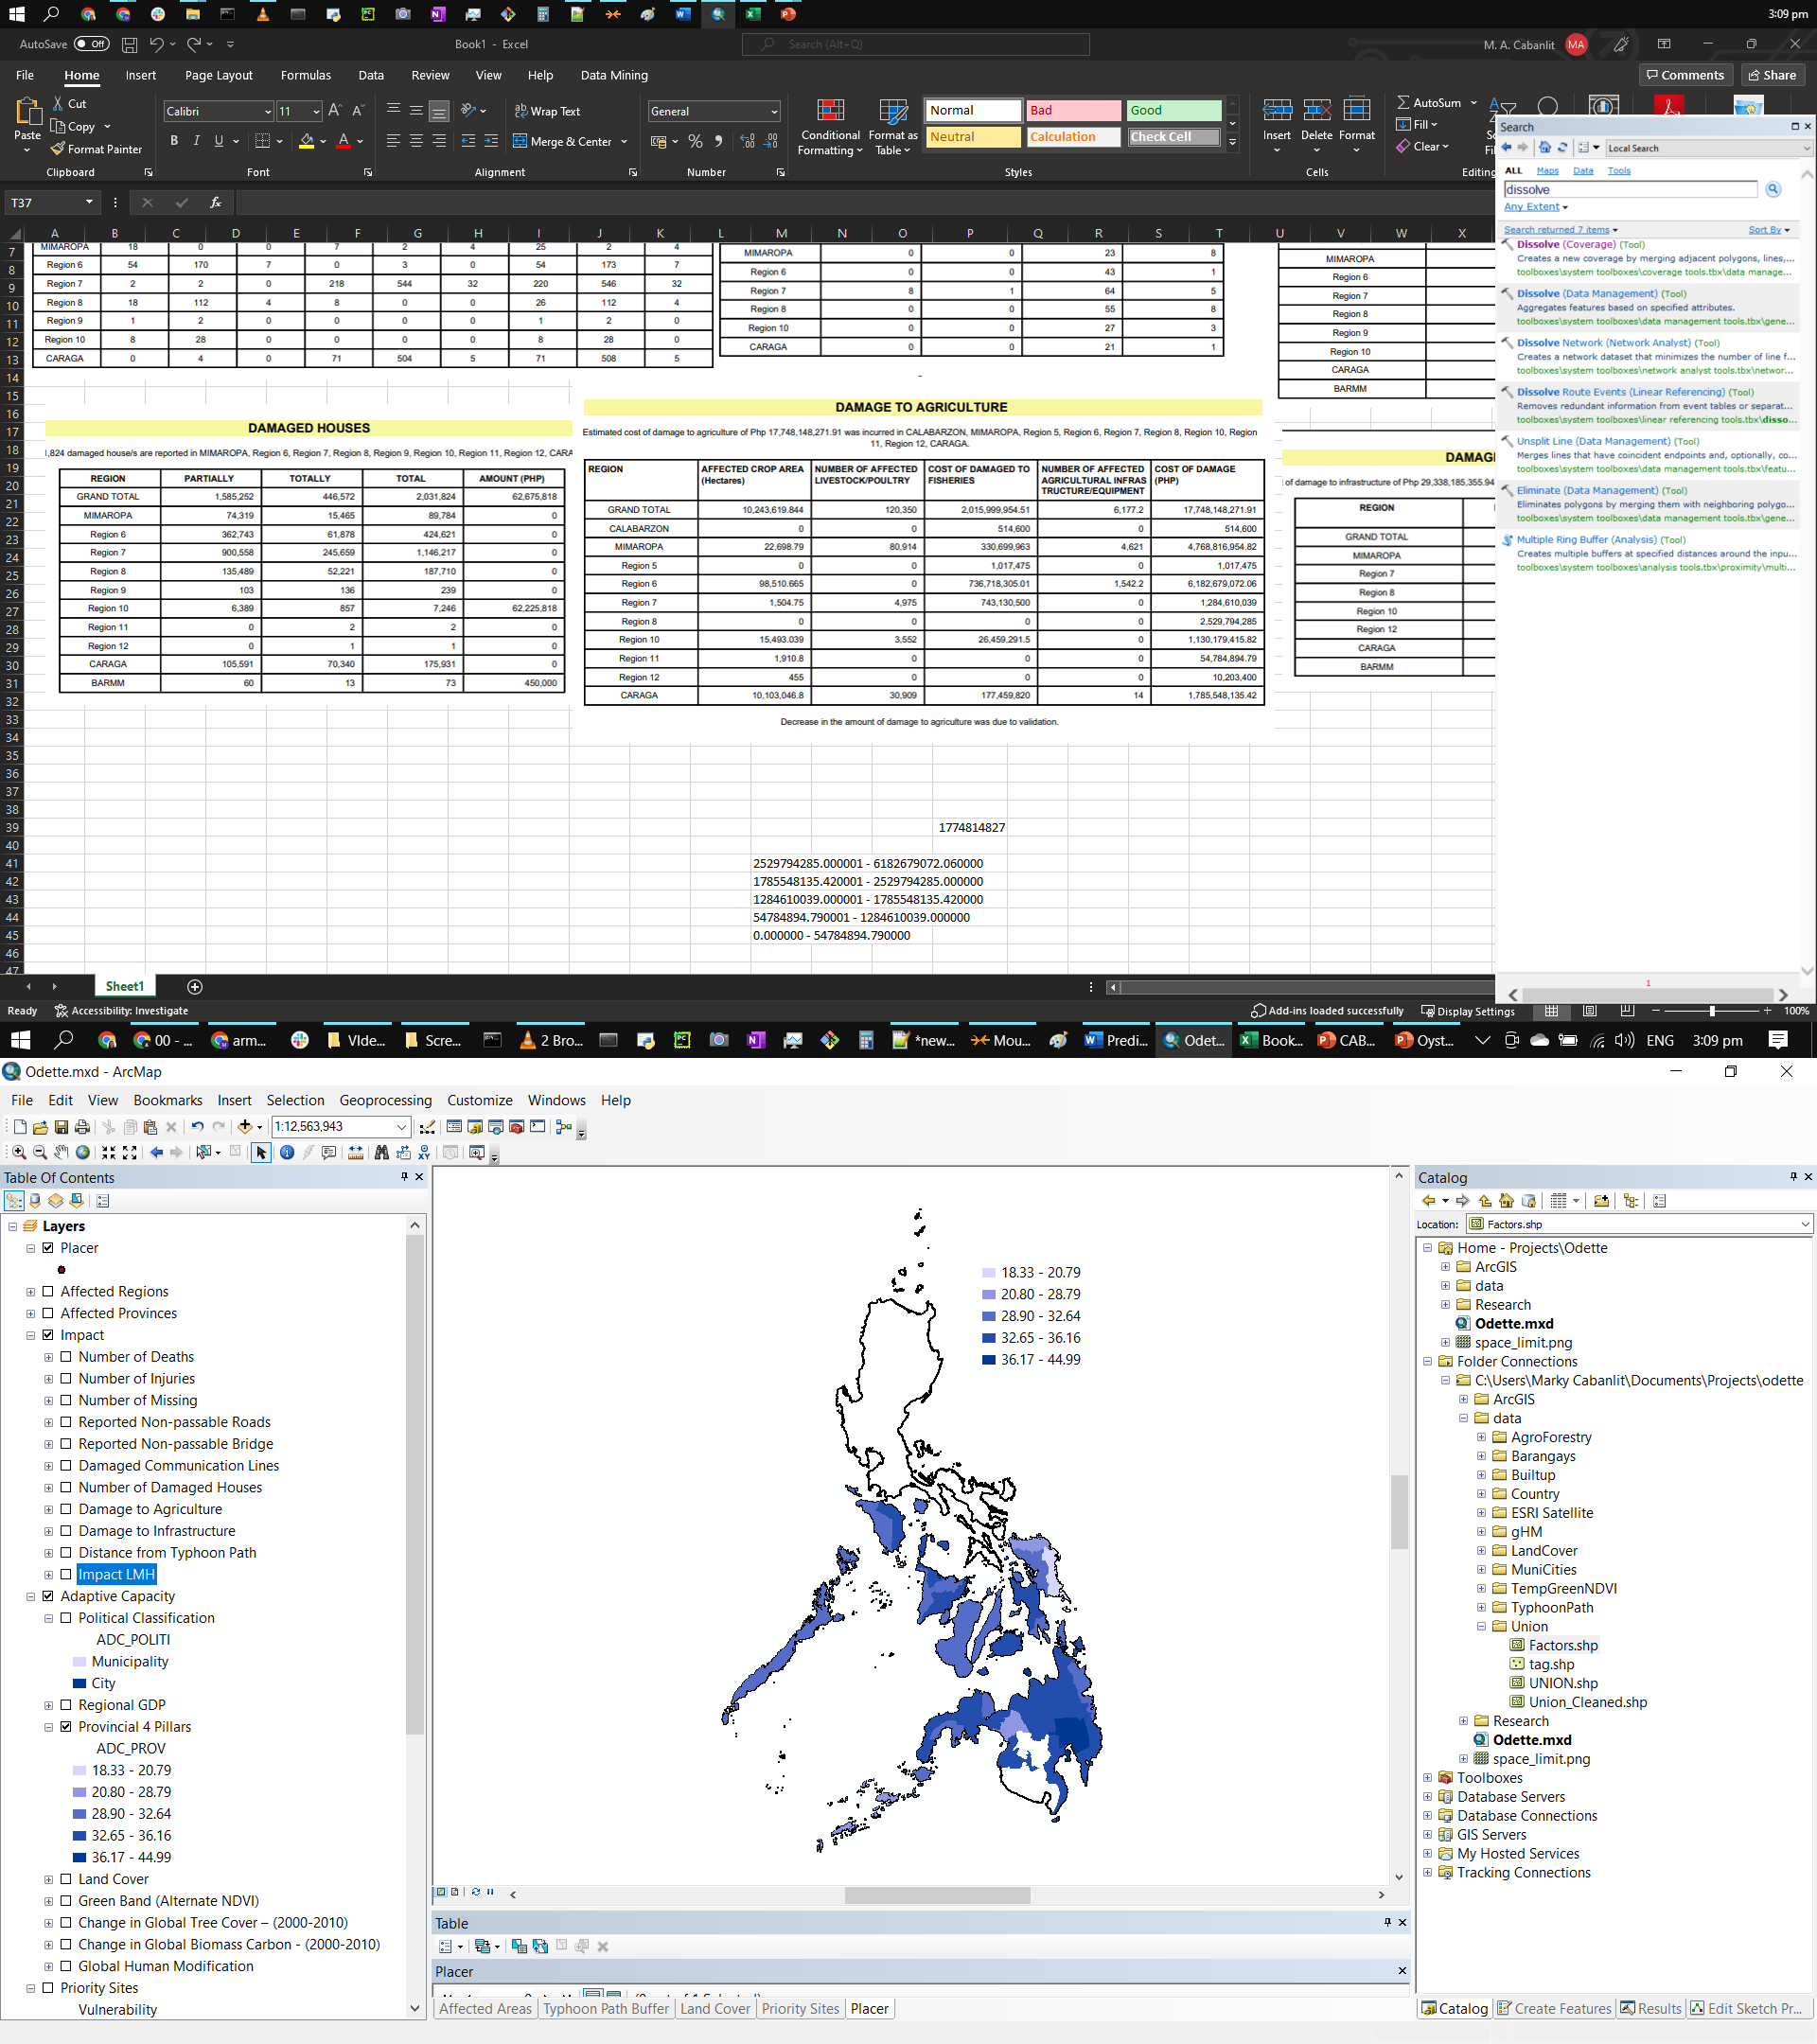 3:09 pm
AutoSave Off
Book1 - Excel
Search (Alt+Q)
M. A. Cabanlit MA
File Home Insert Page Layout Formulas Data Review View Help Data Mining
Comments Share
Paste
Cut
Copy
Format Painter
Clipboard
Calibri 11
B I U
Font
Wrap Text
Merge & Center
Alignment
General
Number
Conditional Formatting
Format as Table
Normal Bad Good
Neutral Calculation Check Cell
Styles
Insert Delete Format
Cells
AutoSum
Fill
Clear
Editing
T37
fx
A B C D E F G H I J K L M N O P Q R S T U V W X
7 MIMAROPA 18 0 0 7 2 4 25 2 4
8 Region 6 54 170 7 0 3 0 54 173 7
9 Region 7 2 2 0 218 544 32 220 546 32
10 Region 8 18 112 4 8 0 0 26 112 4
11 Region 9 1 2 0 0 0 0 1 2 0
12 Region 10 8 28 0 0 0 0 8 28 0
13 CARAGA 0 4 0 71 504 5 71 508 5
MIMAROPA 0 0 23 8
Region 6 0 0 43 1
Region 7 8 1 64 5
Region 8 0 0 55 8
Region 10 0 0 27 3
CARAGA 0 0 21 1
MIMAROPA
Region 6
Region 7
Region 8
Region 9
Region 10
CARAGA
BARMM
14
15
16
17
18
19
20
21
22
23
24
25
26
27
28
29
30
31
32
33
34
35
36
37
38
39
40
41
42
43
44
45
46
47
DAMAGED HOUSES
,824 damaged house/s are reported in MIMAROPA, Region 6, Region 7, Region 8, Region 9, Region 10, Region 11, Region 12, CARA
REGION PARTIALLY TOTALLY TOTAL AMOUNT (PHP)
GRAND TOTAL 1,585,252 446,572 2,031,824 62,675,818
MIMAROPA 74,319 15,465 89,784 0
Region 6 362,743 61,878 424,621 0
Region 7 900,558 245,659 1,146,217 0
Region 8 135,489 52,221 187,710 0
Region 9 103 136 239 0
Region 10 6,389 857 7,246 62,225,818
Region 11 0 2 2 0
Region 12 0 1 1 0
CARAGA 105,591 70,340 175,931 0
BARMM 60 13 73 450,000
DAMAGE TO AGRICULTURE
Estimated cost of damage to agriculture of Php 17,748,148,271.91 was incurred in CALABARZON, MIMAROPA, Region 5, Region 6, Region 7, Region 8, Region 10, Region
11, Region 12, CARAGA.
REGION AFFECTED CROP AREA (Hectares) NUMBER OF AFFECTED LIVESTOCK/POULTRY COST OF DAMAGED TO FISHERIES NUMBER OF AFFECTED AGRICULTURAL INFRAS TRUCTURE/EQUIPMENT COST OF DAMAGE (PHP)
GRAND TOTAL 10,243,619.844 120,350 2,015,999,954.51 6,177.2 17,748,148,271.91
CALABARZON 0 0 514,600 0 514,600
MIMAROPA 22,698.79 80,914 330,699,963 4,621 4,768,816,954.82
Region 5 0 0 1,017,475 0 1,017,475
Region 6 98,510.665 0 736,718,305.01 1,542.2 6,182,679,072.06
Region 7 1,504.75 4,975 743,130,500 0 1,284,610,039
Region 8 0 0 0 0 2,529,794,285
Region 10 15,493.039 3,552 26,459,291.5 0 1,130,179,415.82
Region 11 1,910.8 0 0 0 54,784,894.79
Region 12 455 0 0 0 10,203,400
CARAGA 10,103,046.8 30,909 177,459,820 14 1,785,548,135.42
Decrease in the amount of damage to agriculture was due to validation.
DAMAG
of damage to infrastructure of Php 29,338,185,355.94
REGION
GRAND TOTAL
MIMAROPA
Region 7
Region 8
Region 10
Region 12
CARAGA
BARMM
1774814827
2529794285.000001 - 6182679072.060000
1785548135.420001 - 2529794285.000000
1284610039.000001 - 1785548135.420000
54784894.790001 - 1284610039.000000
0.000000 - 54784894.790000
Search
Local Search
ALL Maps Data Tools
dissolve
Any Extent
Search returned 7 items Sort By
Dissolve (Coverage) (Tool)
Creates a new coverage by merging adjacent polygons, lines,...
toolboxes\system toolboxes\coverage tools.tbx\data manage...
Dissolve (Data Management) (Tool)
Aggregates features based on specified attributes.
toolboxes\system toolboxes\data management tools.tbx\gene...
Dissolve Network (Network Analyst) (Tool)
Creates a network dataset that minimizes the number of line f...
toolboxes\system toolboxes\network analyst tools.tbx\networ...
Dissolve Route Events (Linear Referencing) (Tool)
Removes redundant information from event tables or separat...
toolboxes\system toolboxes\linear referencing tools.tbx\disso...
Unsplit Line (Data Management) (Tool)
Merges lines that have coincident endpoints and, optionally, co...
toolboxes\system toolboxes\data management tools.tbx\featu...
Eliminate (Data Management) (Tool)
Eliminates polygons by merging them with neighboring polygo...
toolboxes\system toolboxes\data management tools.tbx\gene...
Multiple Ring Buffer (Analysis) (Tool)
Creates multiple buffers at specified distances around the inpu...
toolboxes\system toolboxes\analysis tools.tbx\proximity\multi...
1
Sheet1
Ready Accessibility: Investigate
Add-ins loaded successfully Display Settings 100%
00 - ... arm... VIde... Scre... 2 Bro... *new... Mou... Predi... Odet... Book... CAB... Oyst... ENG 3:09 pm
Odette.mxd - ArcMap
File Edit View Bookmarks Insert Selection Geoprocessing Customize Windows Help
1:12,563,943
Table Of Contents
Layers
Placer
Affected Regions
Affected Provinces
Impact
Number of Deaths
Number of Injuries
Number of Missing
Reported Non-passable Roads
Reported Non-passable Bridge
Damaged Communication Lines
Number of Damaged Houses
Damage to Agriculture
Damage to Infrastructure
Distance from Typhoon Path
Impact LMH
Adaptive Capacity
Political Classification
ADC_POLITI
Municipality
City
Regional GDP
Provincial 4 Pillars
ADC_PROV
18.33 - 20.79
20.80 - 28.79
28.90 - 32.64
32.65 - 36.16
36.17 - 44.99
Land Cover
Green Band (Alternate NDVI)
Change in Global Tree Cover – (2000-2010)
Change in Global Biomass Carbon - (2000-2010)
Global Human Modification
Priority Sites
Vulnerability
18.33 - 20.79
20.80 - 28.79
28.90 - 32.64
32.65 - 36.16
36.17 - 44.99
Table
Placer
Affected Areas Typhoon Path Buffer Land Cover Priority Sites Placer
Catalog
Location: Factors.shp
Home - Projects\Odette
ArcGIS
data
Research
Odette.mxd
space_limit.png
Folder Connections
C:\Users\Marky Cabanlit\Documents\Projects\odette
ArcGIS
data
AgroForestry
Barangays
Builtup
Country
ESRI Satellite
gHM
LandCover
MuniCities
TempGreenNDVI
TyphoonPath
Union
Factors.shp
tag.shp
UNION.shp
Union_Cleaned.shp
Research
Odette.mxd
space_limit.png
Toolboxes
Database Servers
Database Connections
GIS Servers
My Hosted Services
Tracking Connections
Catalog Create Features Results Edit Sketch Pr...